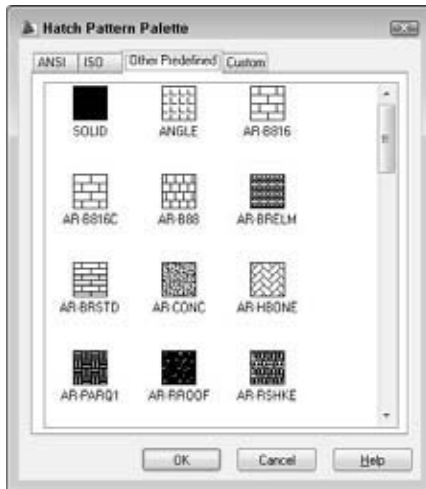 Hatch Pattern Palette
ANSI ISO Other Predefined Custom
SOLID ANGLE AR-B816
AR-B816C AR-B88 AR-BRELM
AR-BRSTD AR-CONC AR-HBONE
AR-PARQ1 AR-RROOF AR-RSHKE
OK Cancel Help